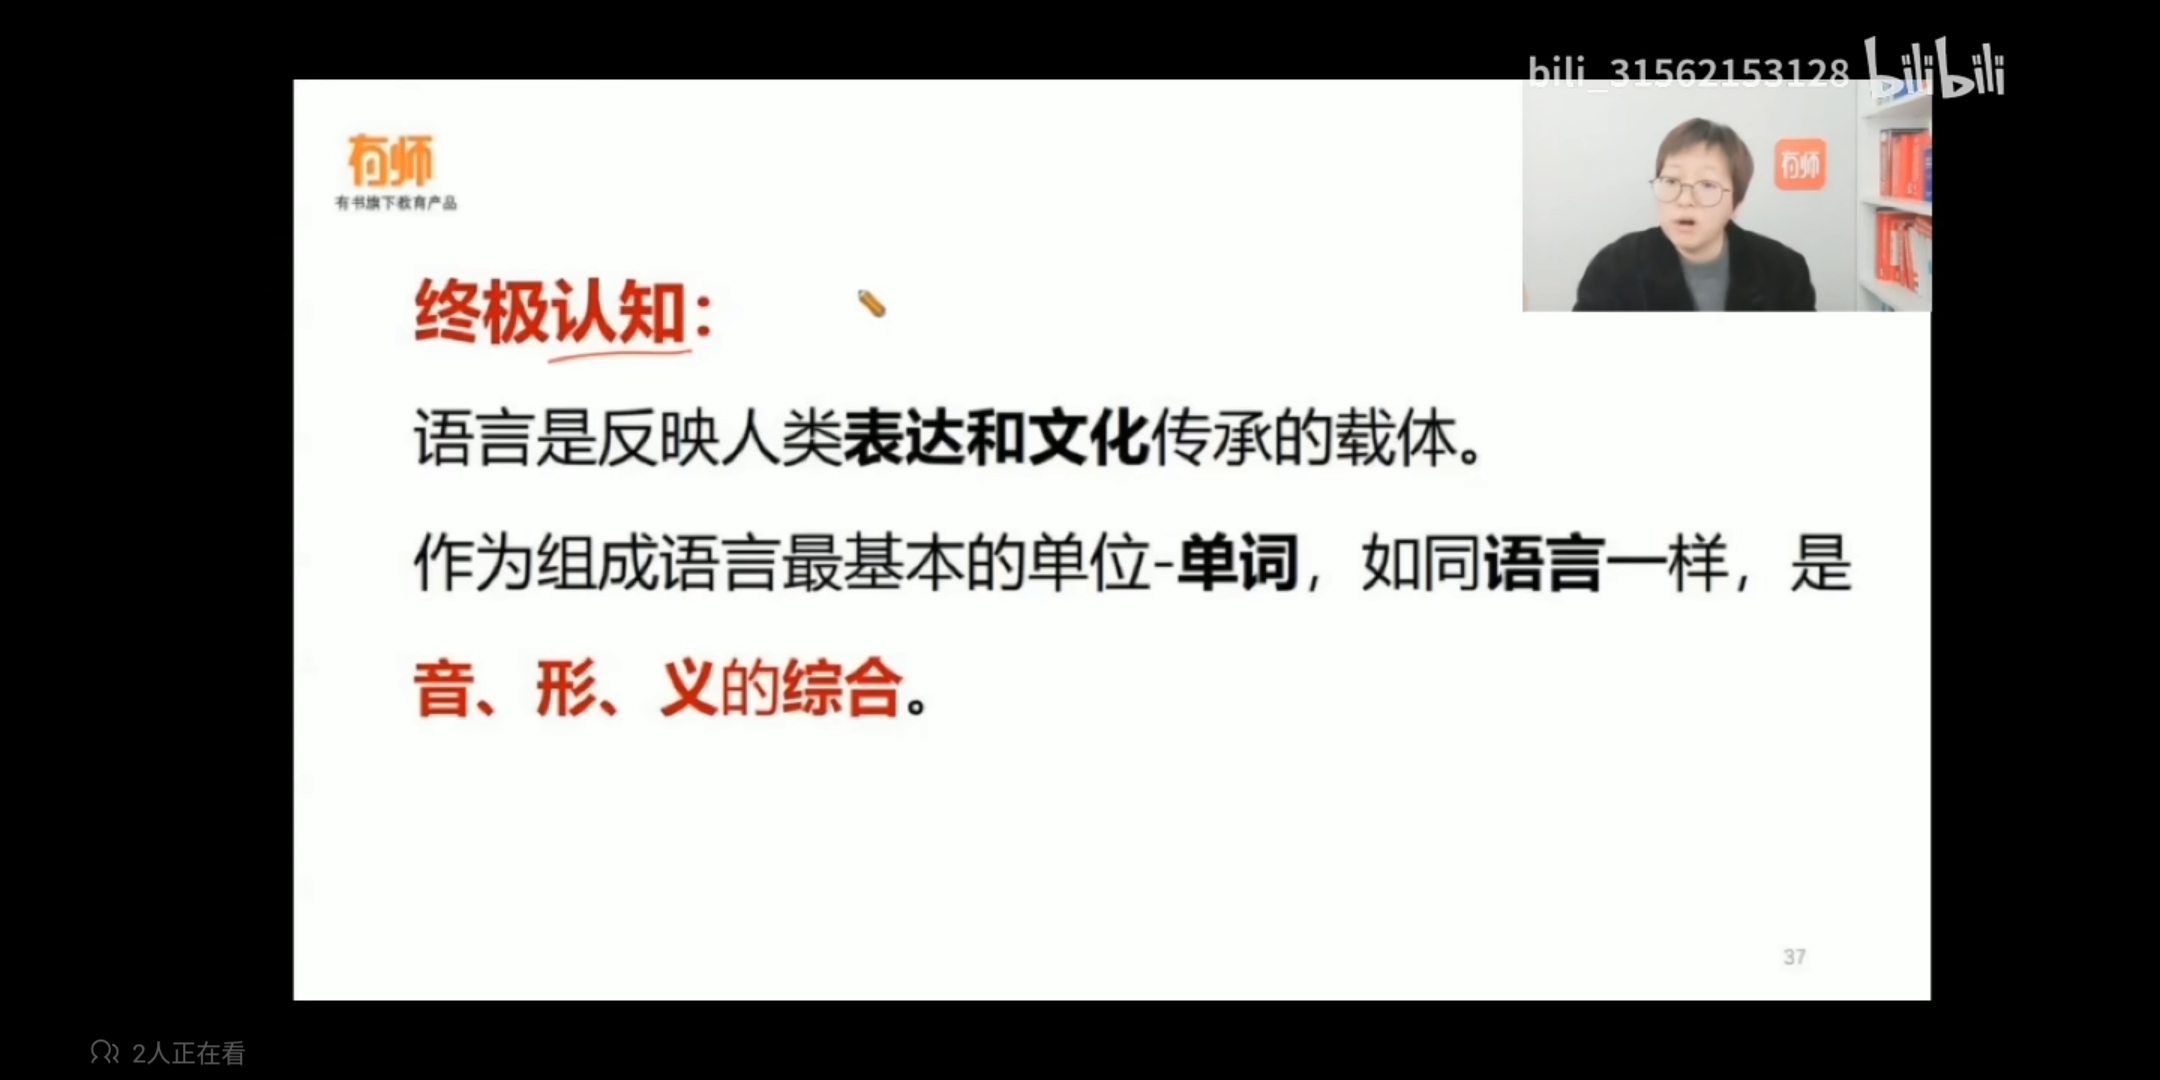 bili_31562153128 bilibili
有师
有书旗下教育产品
有师
终极认知：
语言是反映人类表达和文化传承的载体。
作为组成语言最基本的单位-单词，如同语言一样，是
音、形、义的综合。
37
2人正在看